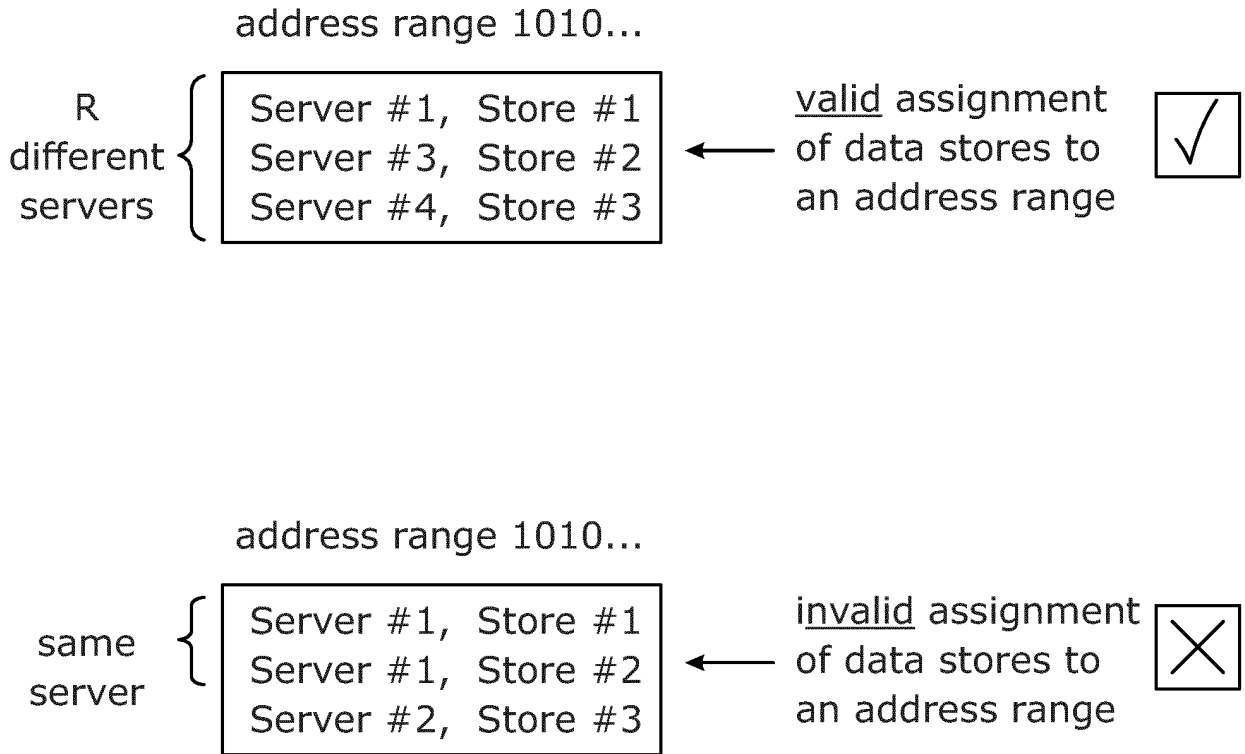 address range 1010...
R
different
servers
Server #1, Store #1
Server #3, Store #2
Server #4, Store #3
valid assignment
of data stores to
an address range
address range 1010...
same
server
Server #1, Store #1
Server #1, Store #2
Server #2, Store #3
invalid assignment
of data stores to
an address range